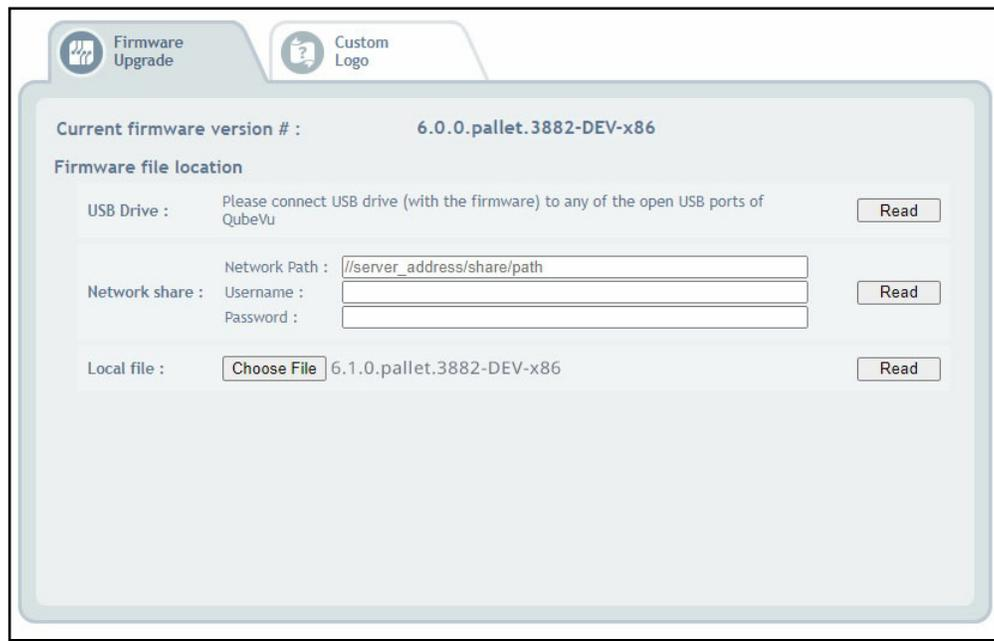 Firmware
Upgrade
Custom
Logo
Current firmware version # :
6.0.0.pallet.3882-DEV-x86
Firmware file location
USB Drive :
Please connect USB drive (with the firmware) to any of the open USB ports of
QubeVu
Read
Network share :
Network Path :
//server_address/share/path
Username :
Password :
Read
Local file :
Choose File
6.1.0.pallet.3882-DEV-x86
Read